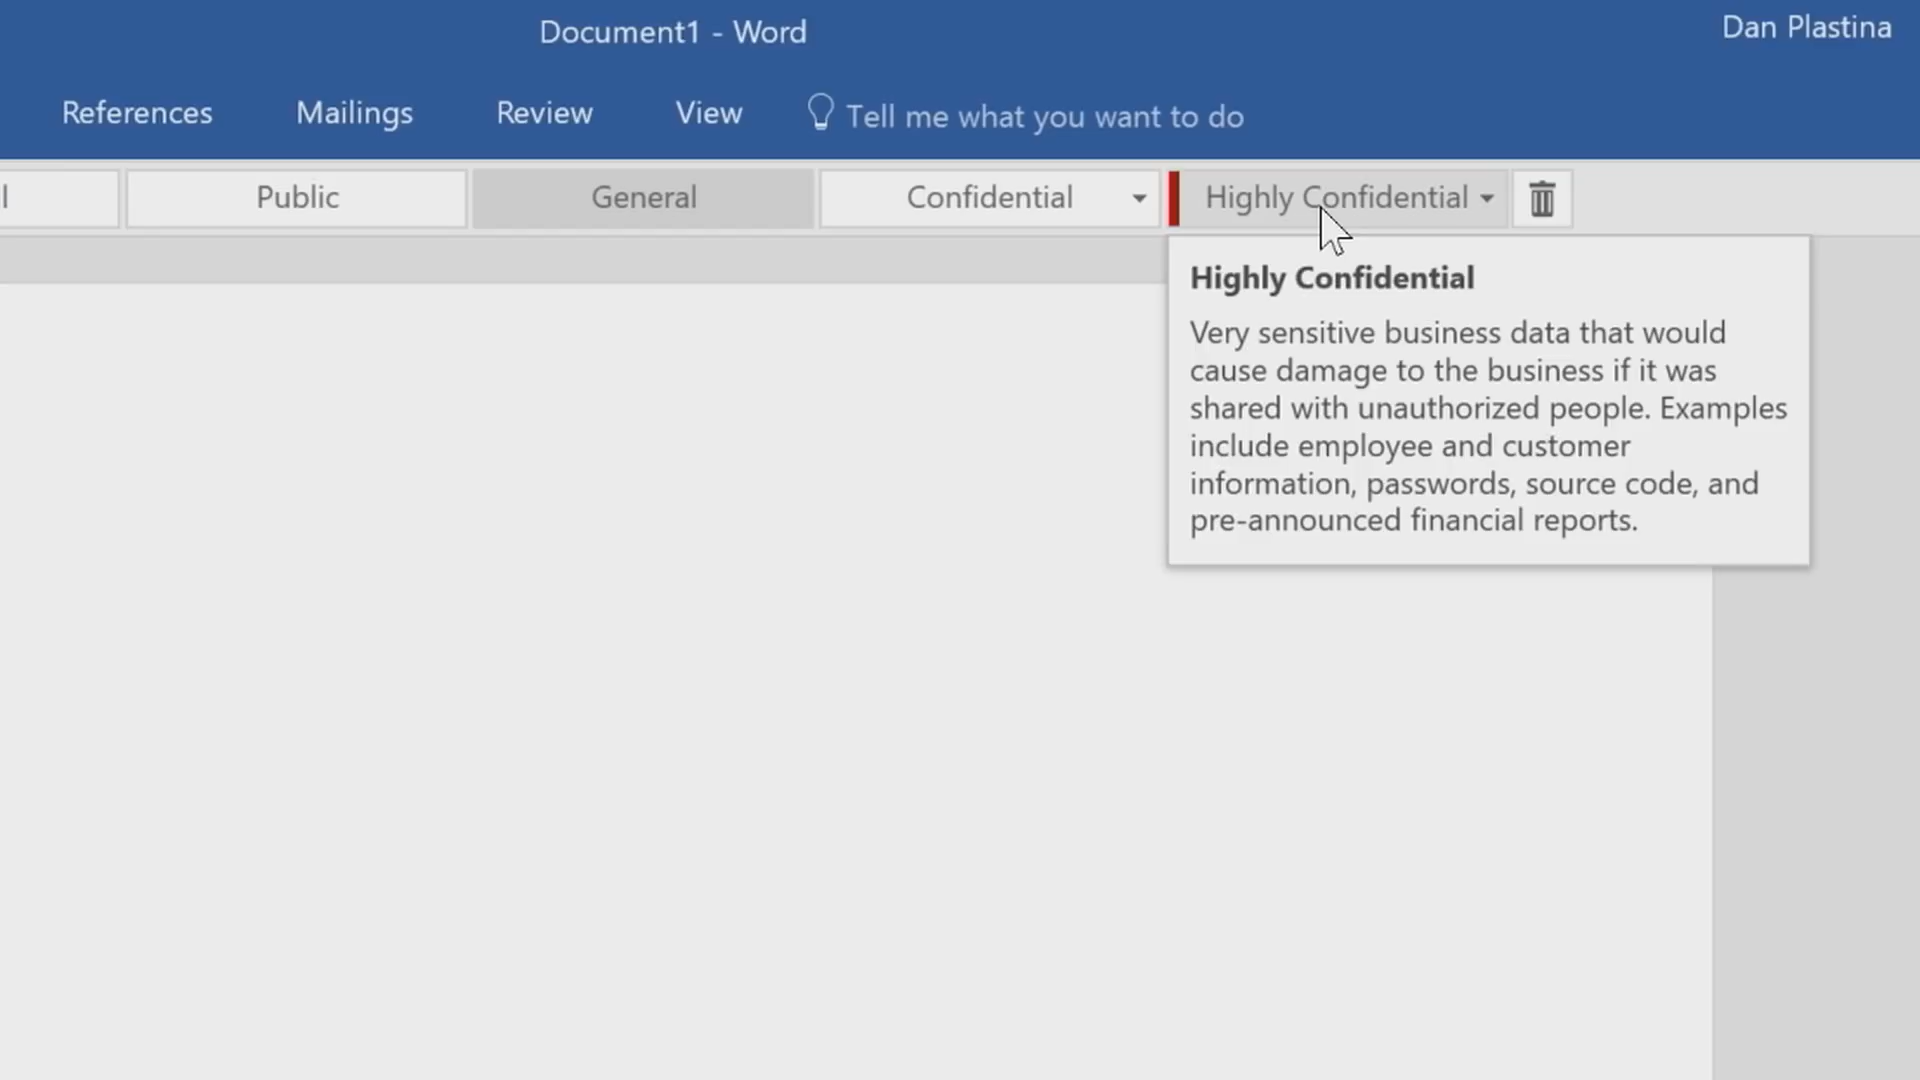 Document1 - Word
Dan Plastina
References Mailings Review View Tell me what you want to do
l Public General Confidential Highly Confidential
Highly Confidential
Very sensitive business data that would
cause damage to the business if it was
shared with unauthorized people. Examples
include employee and customer
information, passwords, source code, and
pre-announced financial reports.